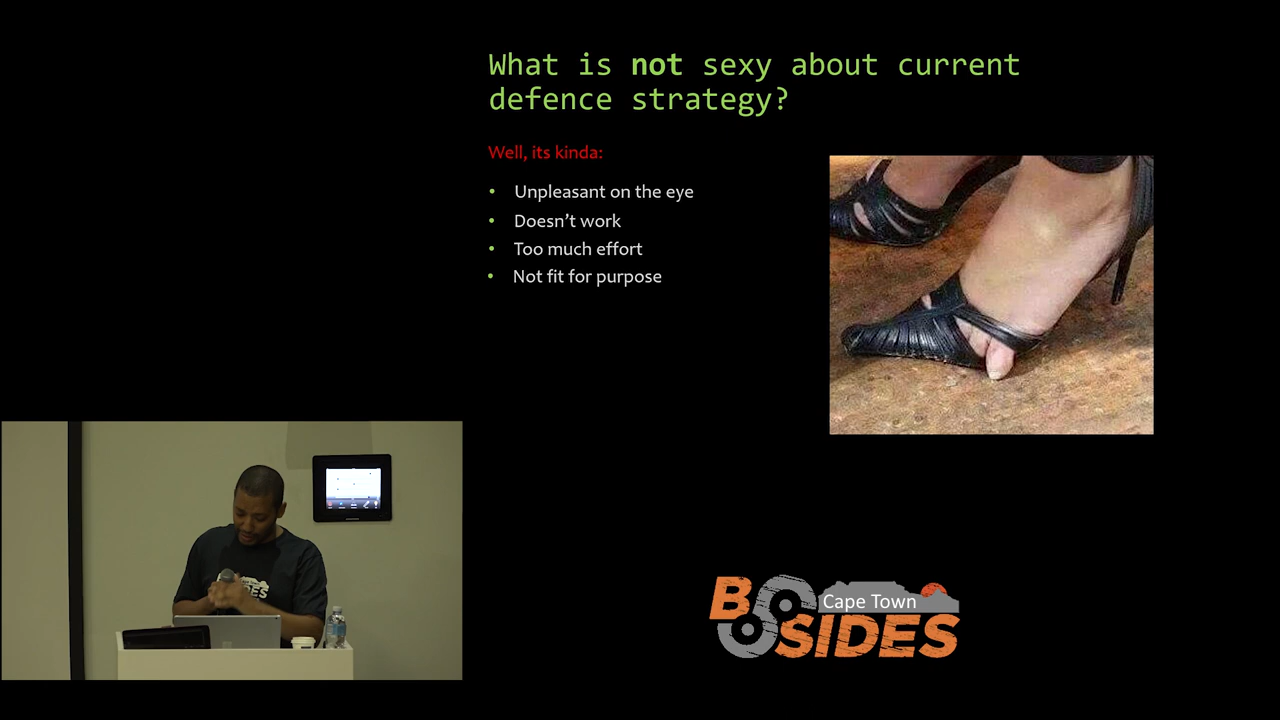 What is not sexy about current
defence strategy?
Well, its kinda:
• Unpleasant on the eye
• Doesn't work
• Too much effort
• Not fit for purpose
BSIDES
Cape Town